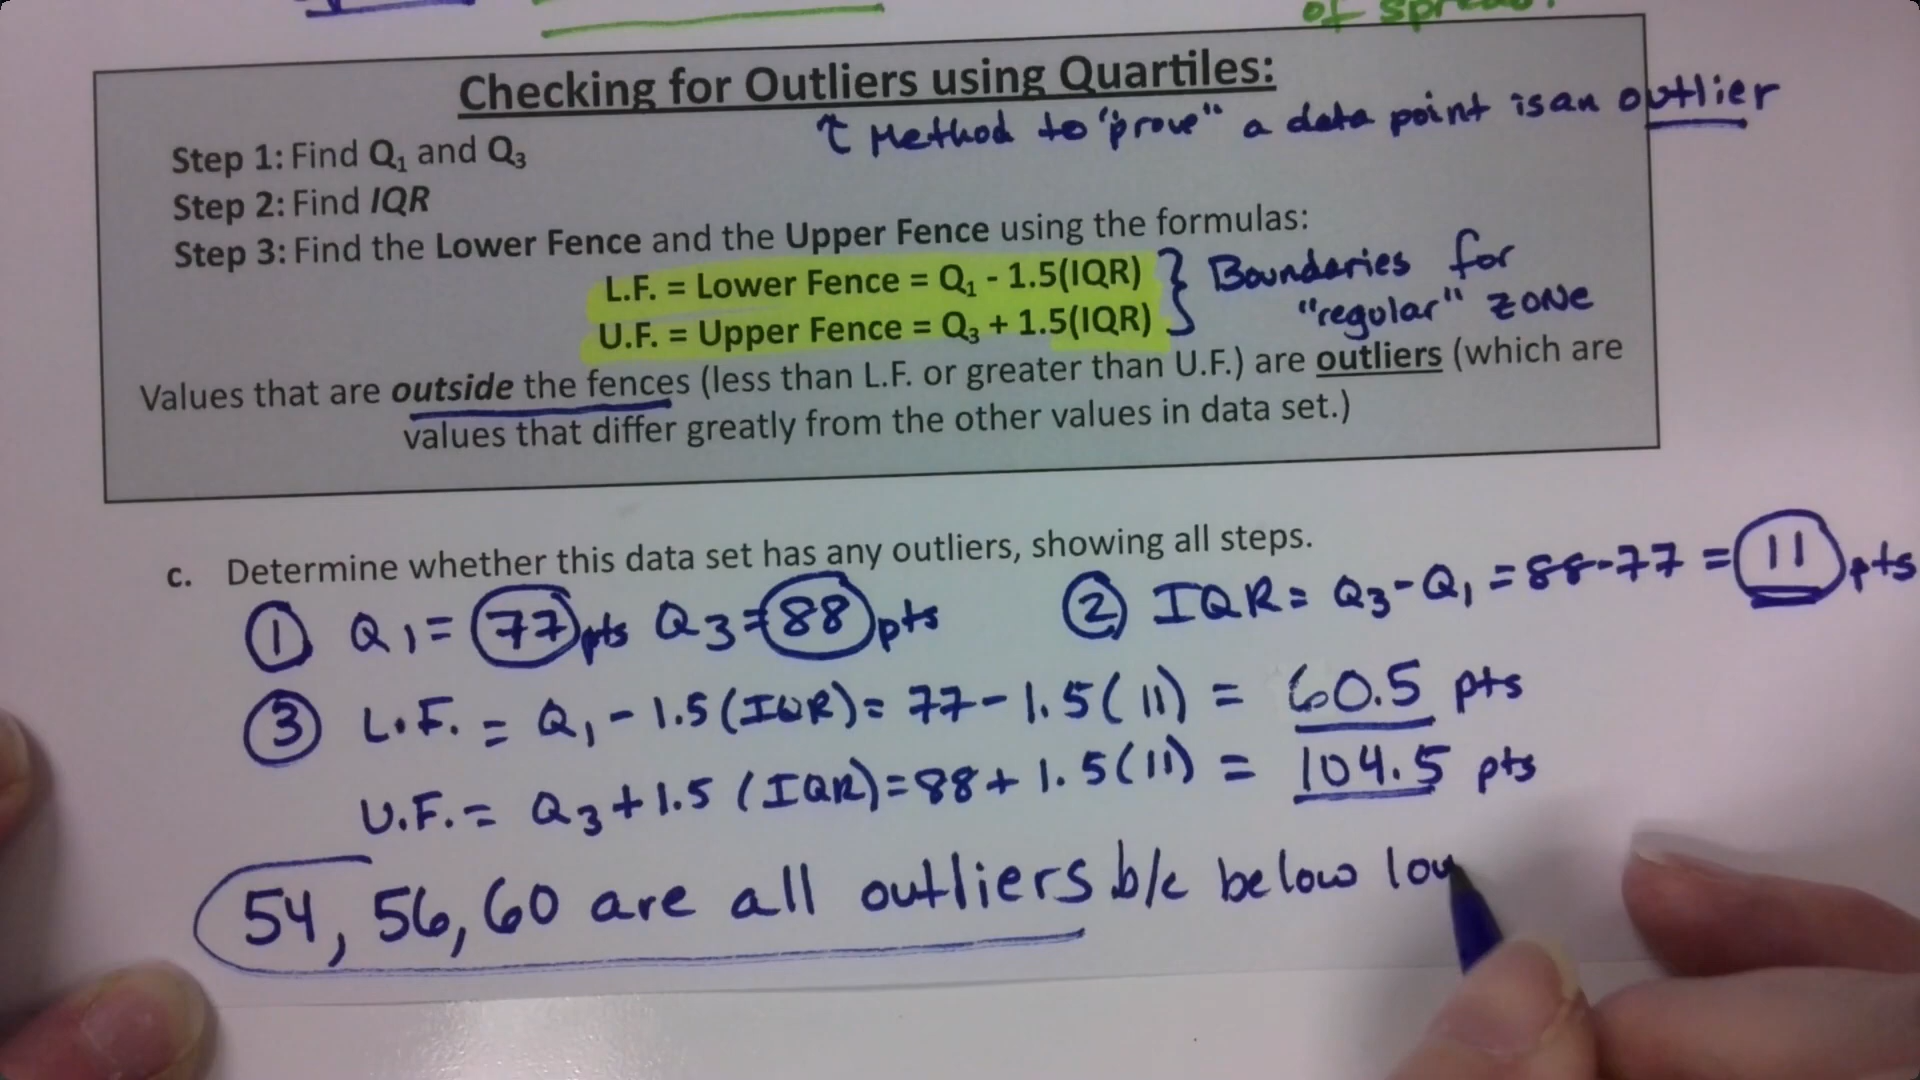 of spread!
Checking for Outliers using Quartiles:
↑ Method to "prove" a data point is an outlier
Step 1: Find Q₁ and Q₃
Step 2: Find IQR
Step 3: Find the Lower Fence and the Upper Fence using the formulas:
L.F. = Lower Fence = Q₁ - 1.5(IQR)
U.F. = Upper Fence = Q₃ + 1.5(IQR)
} Boundaries for
"regular" zone
Values that are outside the fences (less than L.F. or greater than U.F.) are outliers (which are
values that differ greatly from the other values in data set.)
c. Determine whether this data set has any outliers, showing all steps.
① Q₁ = 77 pts Q₃ = 88 pts
② IQR = Q₃ - Q₁ = 88 - 77 = 11 pts
③ L.F. = Q₁ - 1.5 (IQR) = 77 - 1.5 (11) = 60.5 pts
U.F. = Q₃ + 1.5 (IQR) = 88 + 1.5 (11) = 104.5 pts
54, 56, 60 are all outliers b/c below low